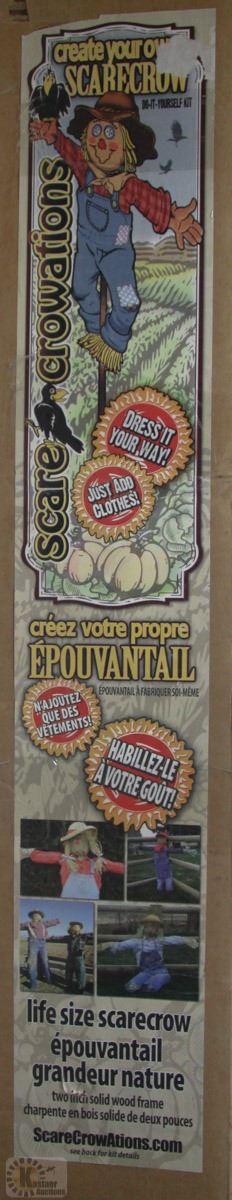 create your own
SCARECROW
DO-IT-YOURSELF KIT
scare crowations
DRESS IT
YOUR WAY!
JUST ADD
CLOTHES!
créez votre propre
ÉPOUVANTAIL
ÉPOUVANTAIL À FABRIQUER SOI-MÊME
N'AJOUTEZ
QUE DES
VÊTEMENTS!
HABILLEZ-LE
À VOTRE GOÛT!
life size scarecrow
épouvantail
grandeur nature
two inch solid wood frame
charpente en bois solide de deux pouces
ScareCrowAtions.com
see back for kit details
Kastner
Auctions